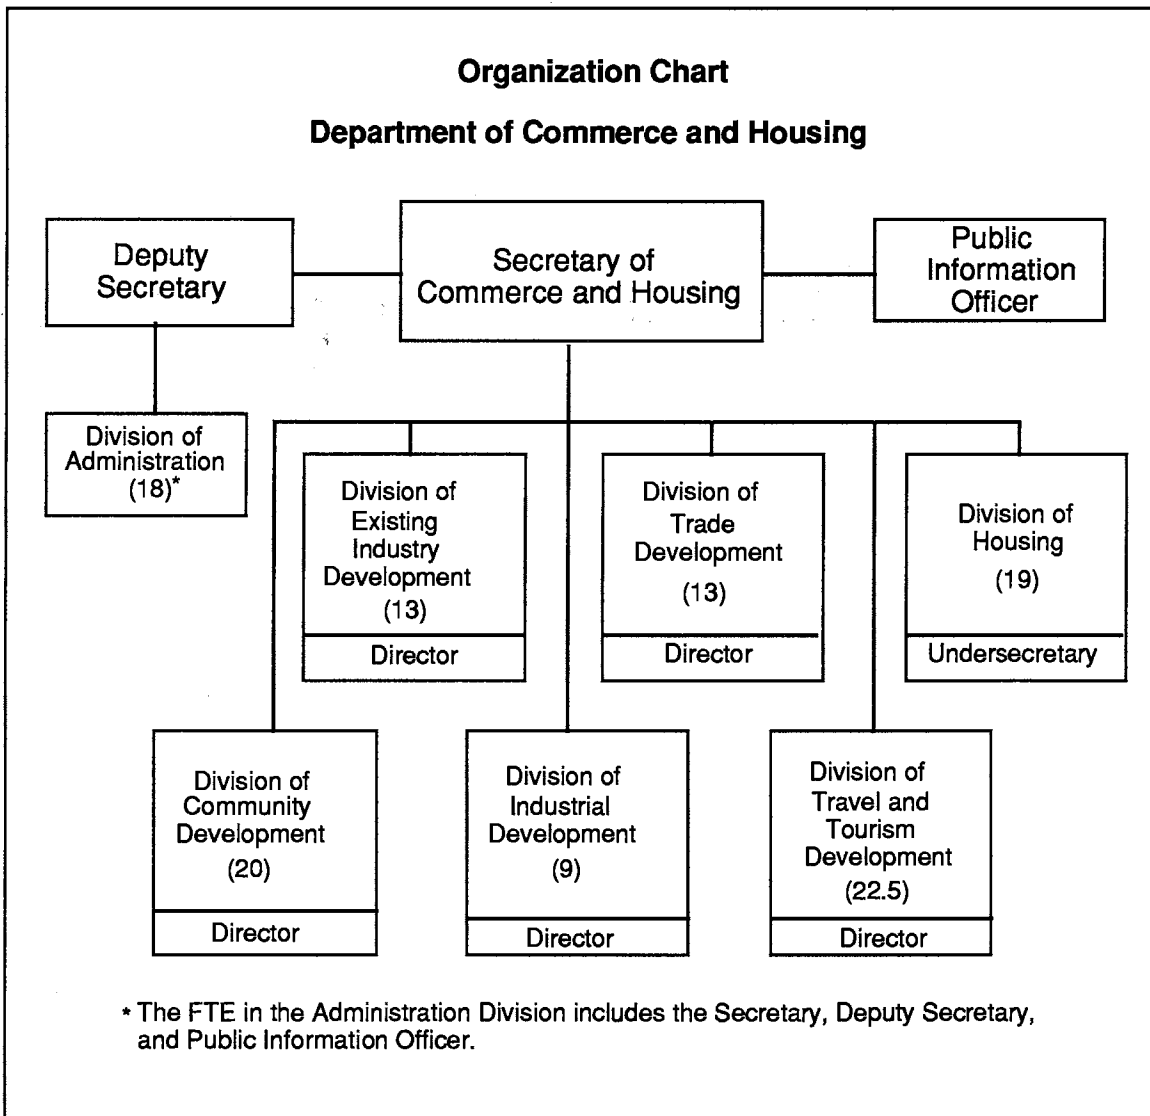 Organization Chart
Department of Commerce and Housing
Deputy
Secretary
Secretary of
Commerce and Housing
Public
Information
Officer
Division of
Administration
(18)*
Division of
Existing
Industry
Development
(13)
Director
Division of
Trade
Development
(13)
Director
Division of
Housing
(19)
Undersecretary
Division of
Community
Development
(20)
Director
Division of
Industrial
Development
(9)
Director
Division of
Travel and
Tourism
Development
(22.5)
Director
* The FTE in the Administration Division includes the Secretary, Deputy Secretary,
and Public Information Officer.